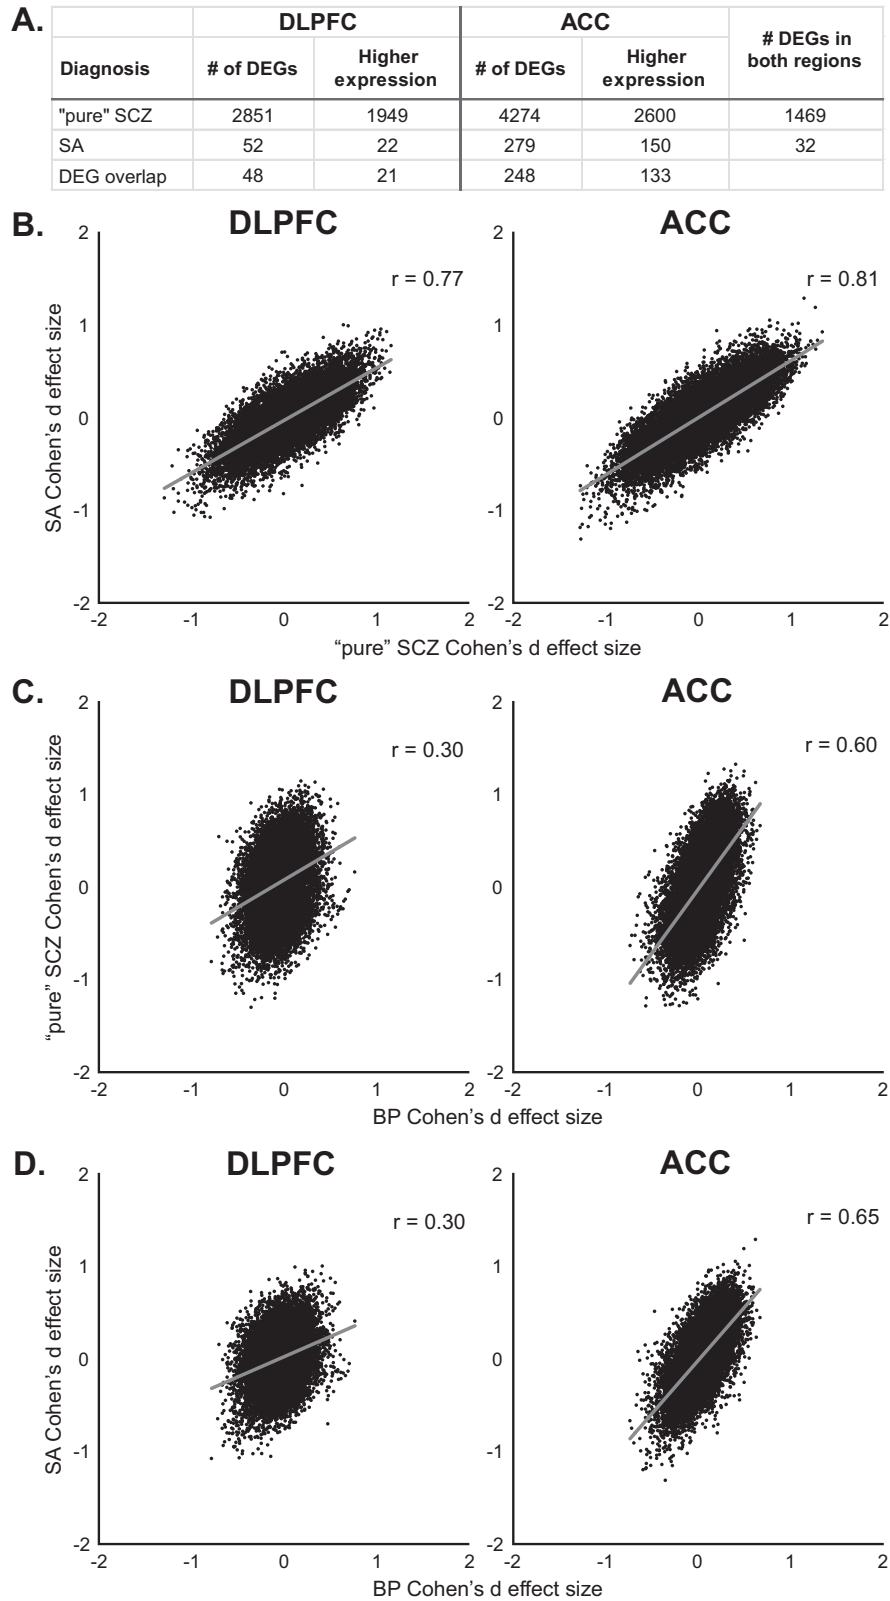 A.
DLPFC ACC # DEGs in both regions
Diagnosis # of DEGs Higher expression # of DEGs Higher expression
"pure" SCZ 2851 1949 4274 2600 1469
SA 52 22 279 150 32
DEG overlap 48 21 248 133
B. DLPFC ACC
r = 0.77 r = 0.81
SA Cohen's d effect size
2 1 0 -1 -2
-2 -1 0 1 2
2 1 0 -1 -2
-2 -1 0 1 2
“pure” SCZ Cohen's d effect size
C. DLPFC ACC
r = 0.30 r = 0.60
“pure” SCZ Cohen's d effect size
2 1 0 -1 -2
-2 -1 0 1 2
2 1 0 -1 -2
-2 -1 0 1 2
BP Cohen's d effect size
D. DLPFC ACC
r = 0.30 r = 0.65
SA Cohen's d effect size
2 1 0 -1 -2
-2 -1 0 1 2
2 1 0 -1 -2
-2 -1 0 1 2
BP Cohen's d effect size